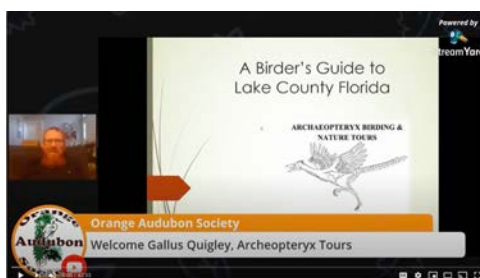 Powered by
StreamYard
A Birder's Guide to
Lake County Florida
ARCHAEOPTERYX BIRDING &
NATURE TOURS
Orange
Audubon
Orange Audubon Society
Welcome Gallus Quigley, Archeopteryx Tours